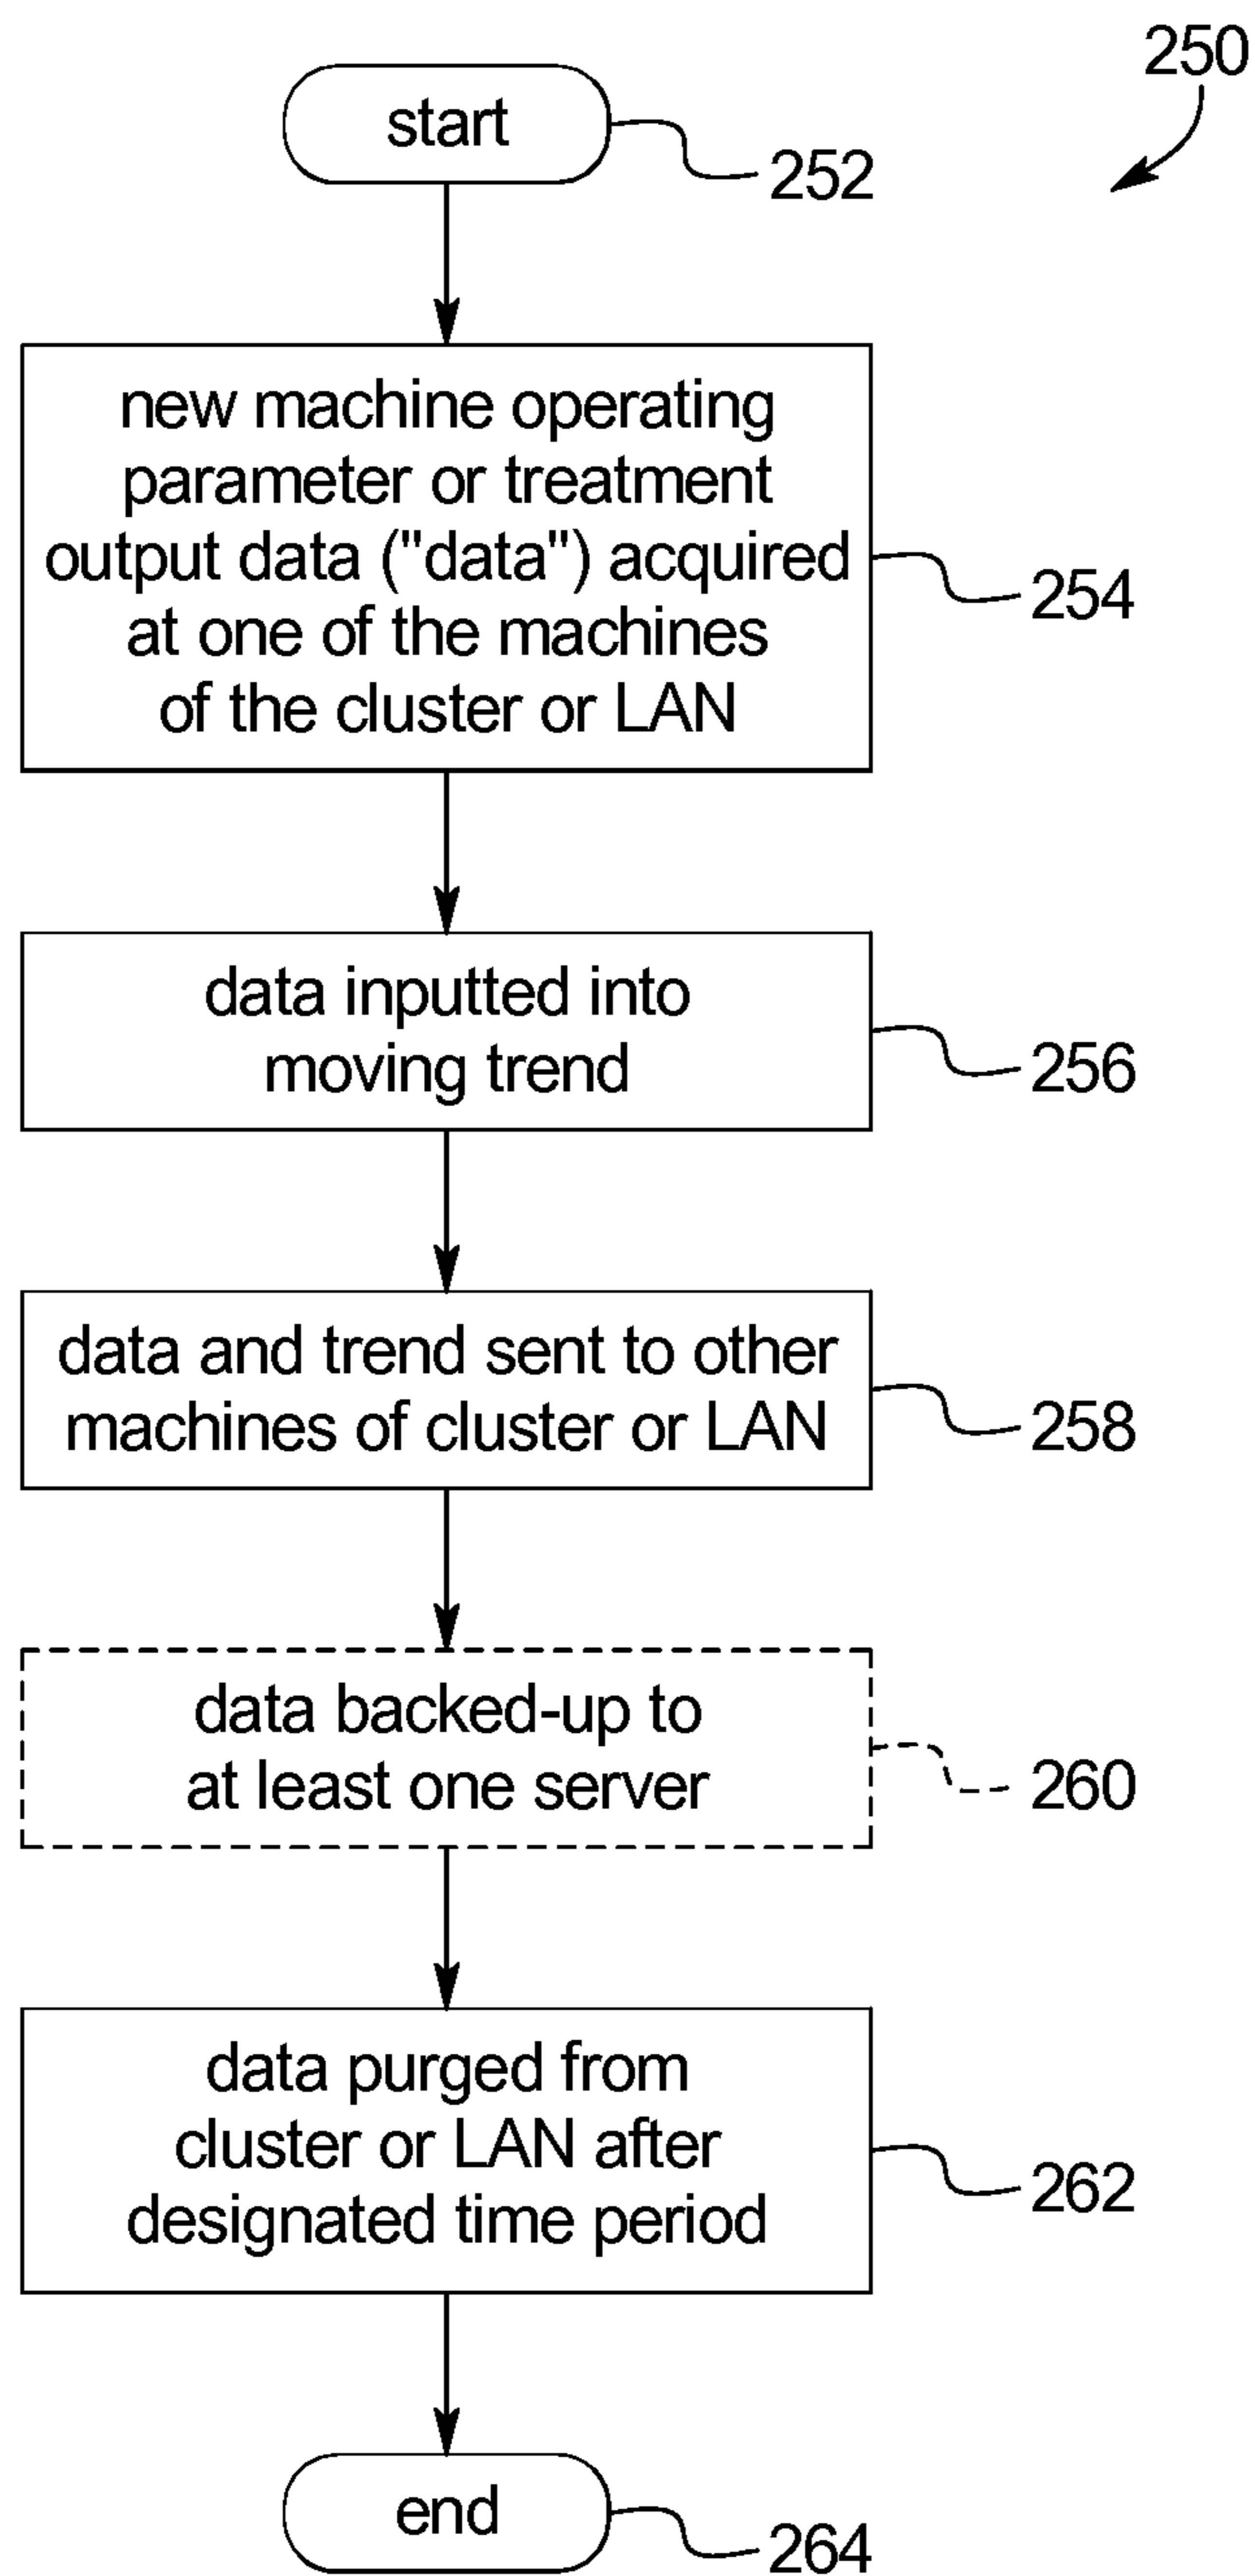 250
start
252
new machine operating
parameter or treatment
output data ("data") acquired
at one of the machines
of the cluster or LAN
254
data inputted into
moving trend
256
data and trend sent to other
machines of cluster or LAN
258
data backed-up to
at least one server
260
data purged from
cluster or LAN after
designated time period
262
end
264